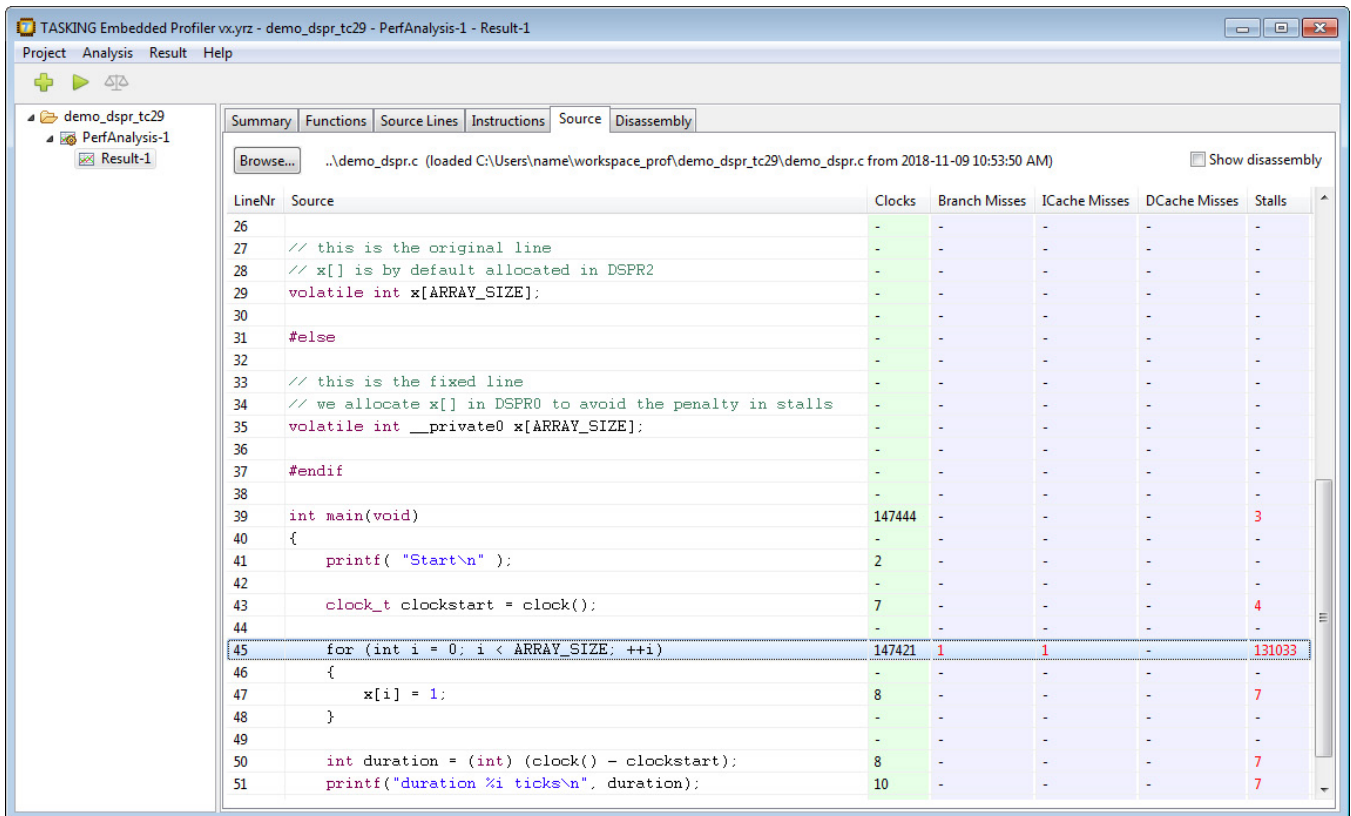 TASKING Embedded Profiler vx.yrz - demo_dspr_tc29 - PerfAnalysis-1 - Result-1
Project Analysis Result Help
demo_dspr_tc29
PerfAnalysis-1
Result-1
Summary Functions Source Lines Instructions Source Disassembly
Browse... ..\demo_dspr.c (loaded C:\Users\name\workspace_prof\demo_dspr_tc29\demo_dspr.c from 2018-11-09 10:53:50 AM) Show disassembly
LineNr Source Clocks Branch Misses ICache Misses DCache Misses Stalls
26 - - - - -
27 // this is the original line - - - - -
28 // x[] is by default allocated in DSPR2 - - - - -
29 volatile int x[ARRAY_SIZE]; - - - - -
30 - - - - -
31 #else - - - - -
32 - - - - -
33 // this is the fixed line - - - - -
34 // we allocate x[] in DSPR0 to avoid the penalty in stalls - - - - -
35 volatile int __private0 x[ARRAY_SIZE]; - - - - -
36 - - - - -
37 #endif - - - - -
38 - - - - -
39 int main(void) 147444 - - - 3
40 { - - - - -
41 printf( "Start\n" ); 2 - - - -
42 - - - - -
43 clock_t clockstart = clock(); 7 - - - 4
44 - - - - -
45 for (int i = 0; i < ARRAY_SIZE; ++i) 147421 1 1 - 131033
46 { - - - - -
47 x[i] = 1; 8 - - - 7
48 } - - - - -
49 - - - - -
50 int duration = (int) (clock() - clockstart); 8 - - - 7
51 printf("duration %i ticks\n", duration); 10 - - - 7